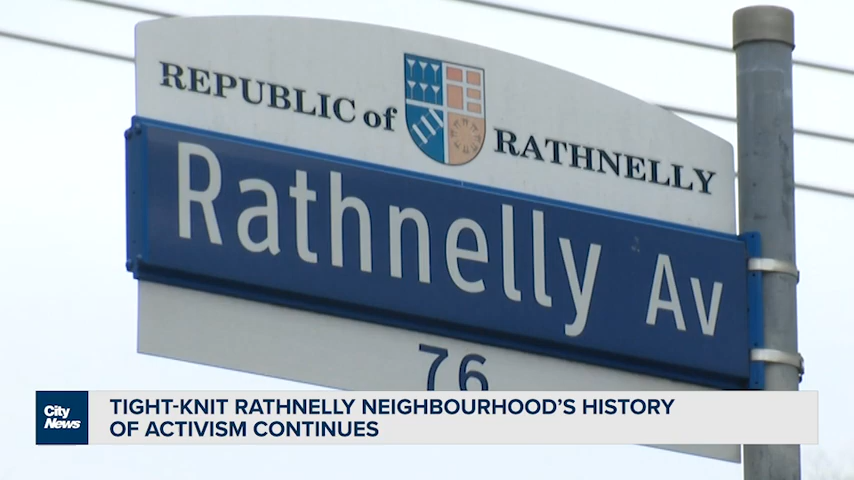 REPUBLIC of RATHNELLY
Rathnelly Av
76
City News
TIGHT-KNIT RATHNELLY NEIGHBOURHOOD'S HISTORY
OF ACTIVISM CONTINUES